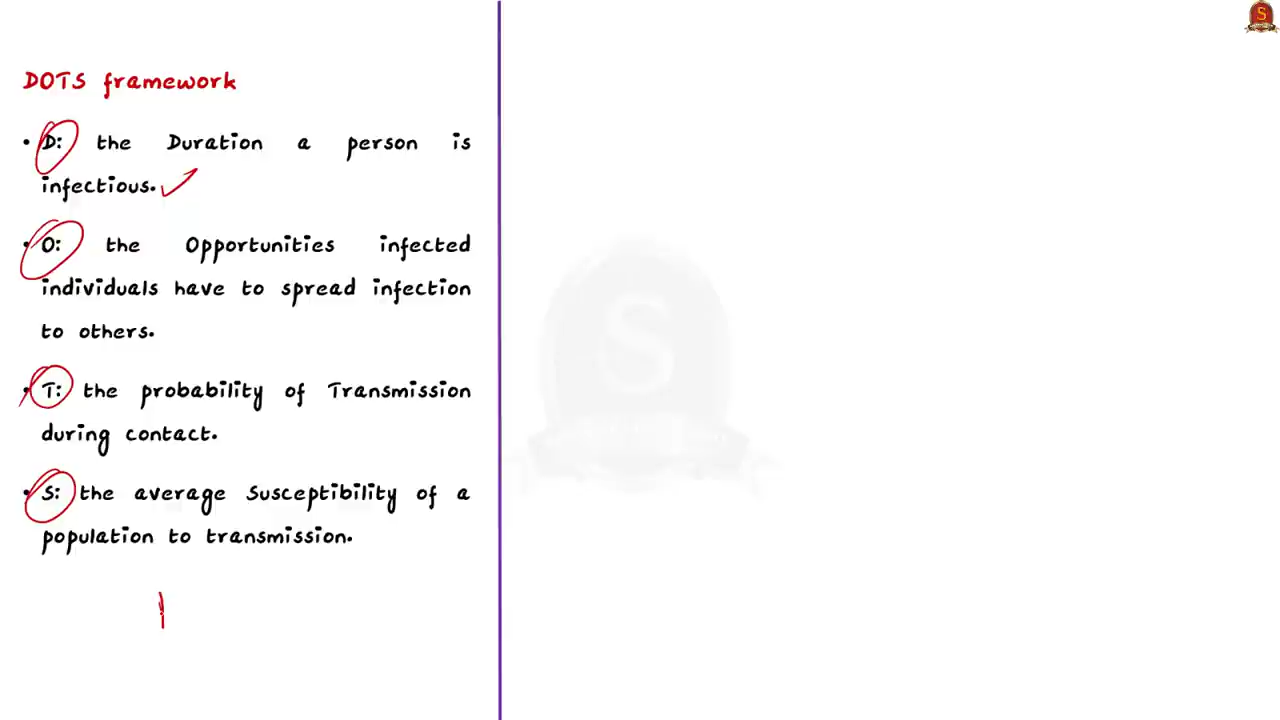 DOTS framework
• D: the Duration a person is
infectious.
• O: the Opportunities infected
individuals have to spread infection
to others.
• T: the probability of Transmission
during contact.
• S: the average Susceptibility of a
population to transmission.
S
S